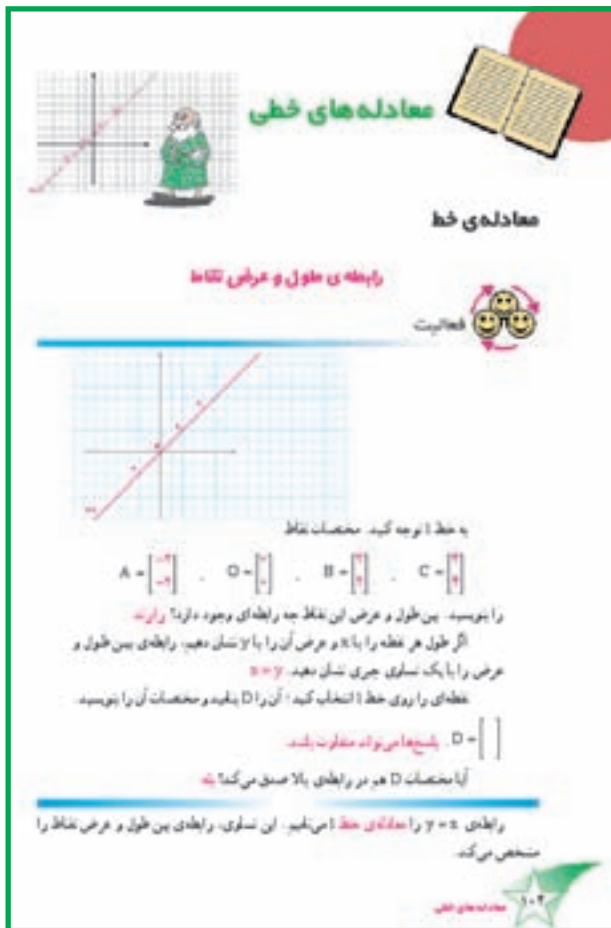 معادله‌های خطی
معادله‌ی خط
رابطه‌ی طول و عرض نقاط
فعالیت
به خط l توجه کنید. مختصات نقاط
A = [ ] , O = [ ] , B = [ ] , C = [ ]
را بنویسید. بین طول و عرض این نقاط چه رابطه‌ای وجود دارد؟ برابرند
اگر طول هر نقطه را با x و عرض آن را با y نشان دهیم، رابطه‌ی بین طول و
عرض را با یک تساوی جبری نشان دهید. x = y
نقطه‌ای را روی خط l انتخاب کنید؛ آن را D بنامید و مختصات آن را بنویسید.
D = [ ] . پاسخ‌ها می‌تواند متفاوت باشد.
آیا مختصات D هم در رابطه‌ی بالا صدق می‌کند؟ بله
رابطه‌ی y = x را معادله‌ی خط l می‌نامیم. این تساوی، رابطه‌ی بین طول و عرض نقاط را
مشخص می‌کند.
۱۰۲
معادله‌های خطی